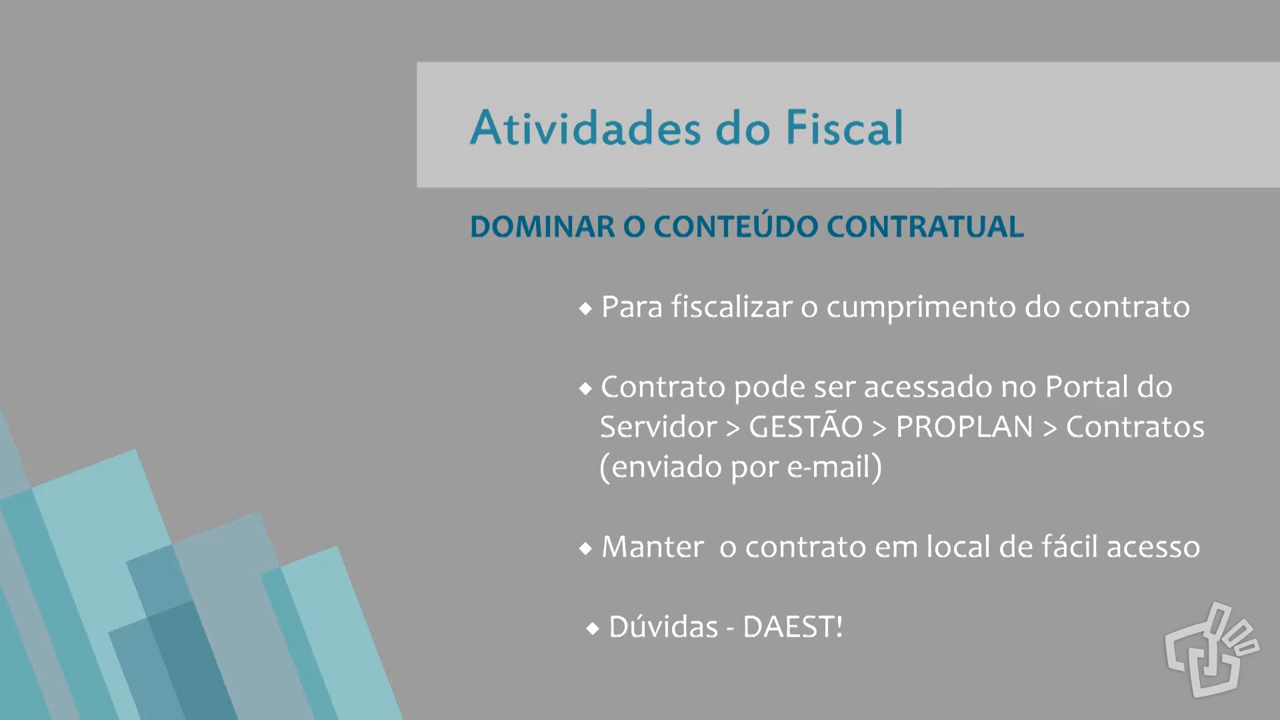 Atividades do Fiscal
DOMINAR O CONTEÚDO CONTRATUAL
◆ Para fiscalizar o cumprimento do contrato
◆ Contrato pode ser acessado no Portal do
Servidor > GESTÃO > PROPLAN > Contratos
(enviado por e-mail)
◆ Manter o contrato em local de fácil acesso
◆ Dúvidas - DAEST!